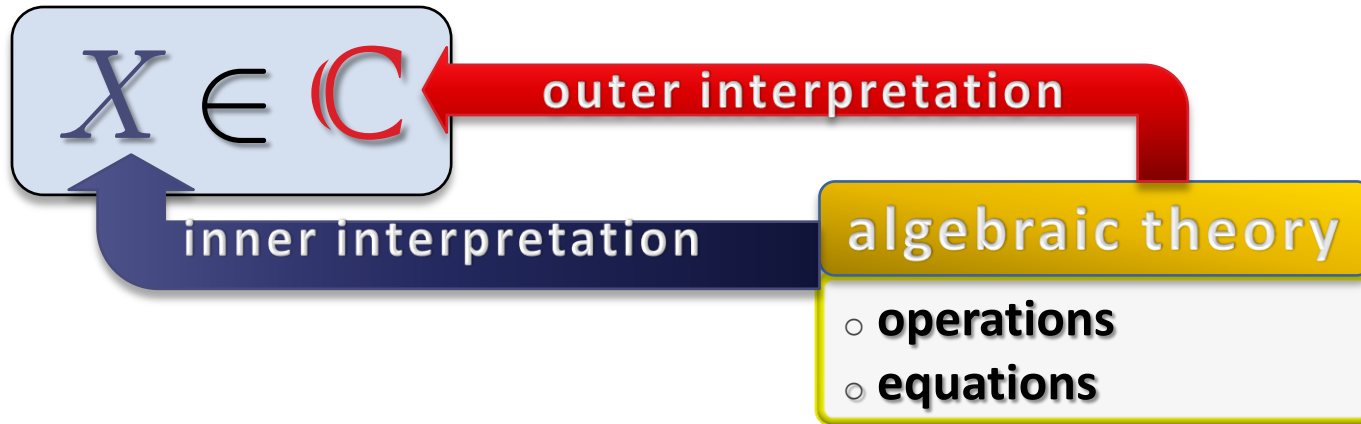 X ∈ ℂ
outer interpretation
inner interpretation
algebraic theory
○ operations
○ equations